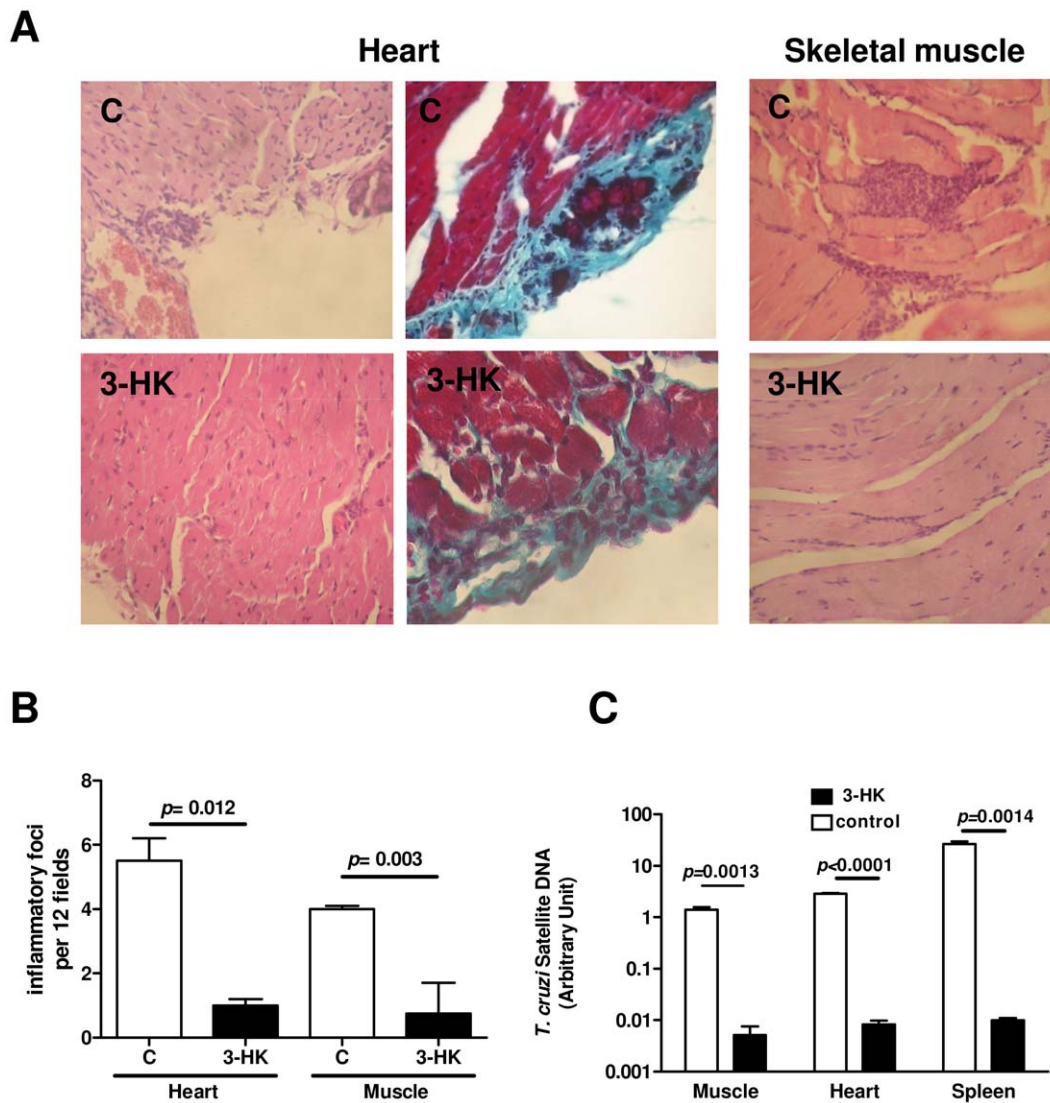 A
Heart
Skeletal muscle
C
C
C
3-HK
3-HK
3-HK
B
inflammatory foci
per 12 fields
8
6
4
2
0
p= 0.012
p= 0.003
C
3-HK
C
3-HK
Heart
Muscle
C
3-HK
control
T. cruzi Satellite DNA
(Arbitrary Unit)
100
10
1
0.1
0.01
0.001
p=0.0013
p<0.0001
p=0.0014
Muscle
Heart
Spleen